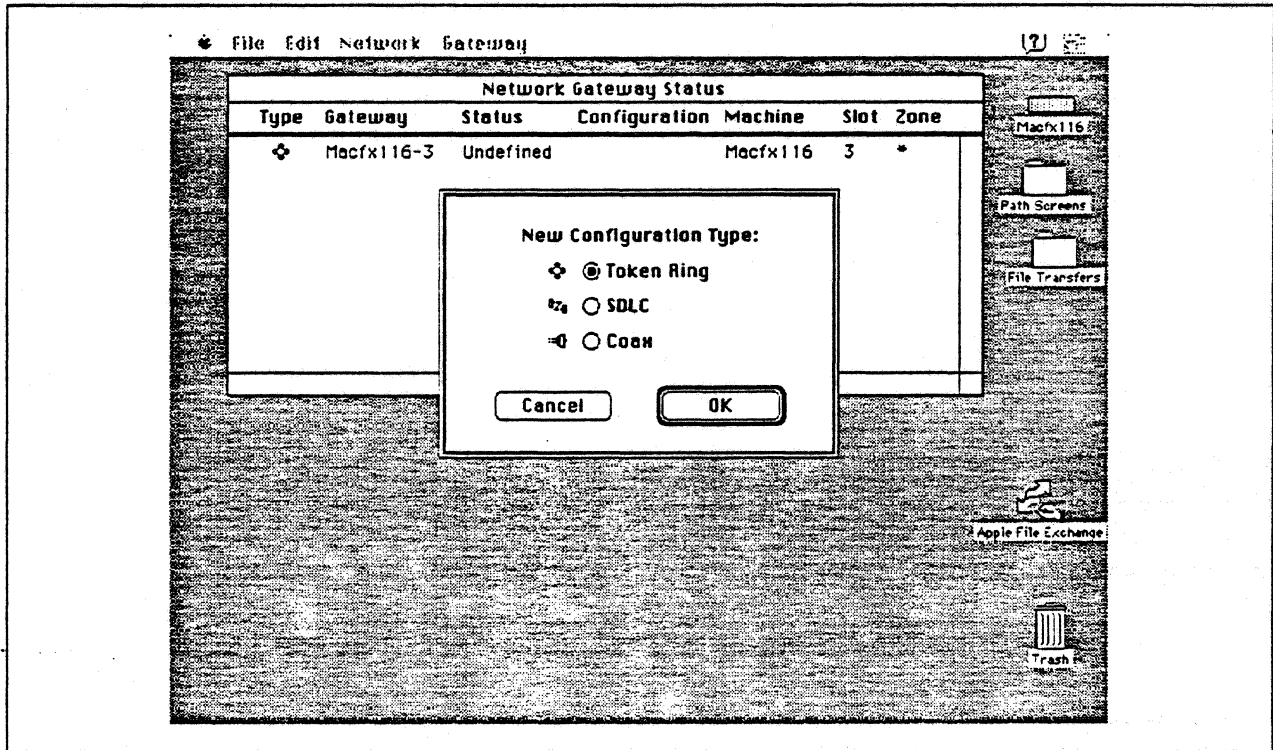 File Edit Network Gateway
Network Gateway Status
Type Gateway Status Configuration Machine Slot Zone
Macfx116-3 Undefined Macfx116 3 *
Macfx116
Path Screens
File Transfers
New Configuration Type:
Token Ring
SDLC
Coax
Cancel OK
Apple File Exchange
Trash